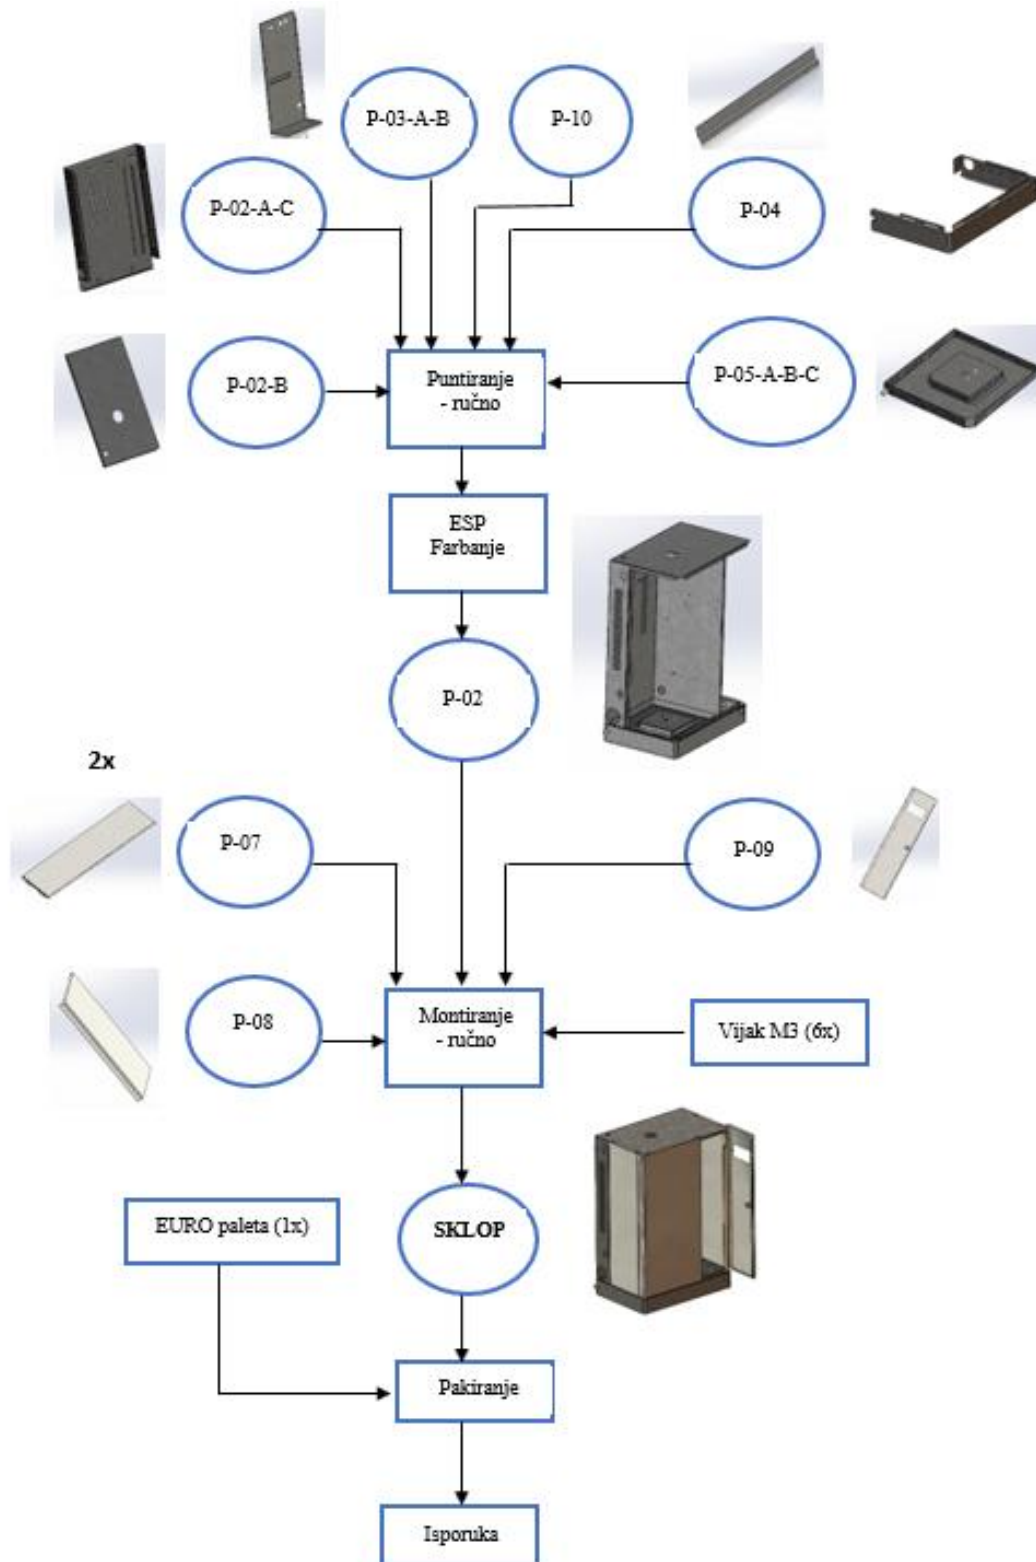 P-03-A-B
P-10
P-02-A-C
P-04
P-02-B
Puntiranje
- ručno
P-05-A-B-C
ESP
Farbanje
P-02
2x
P-07
P-09
P-08
Montiranje
- ručno
Vijak M3 (6x)
EURO paleta (1x)
SKLOP
Pakiranje
Isporuka